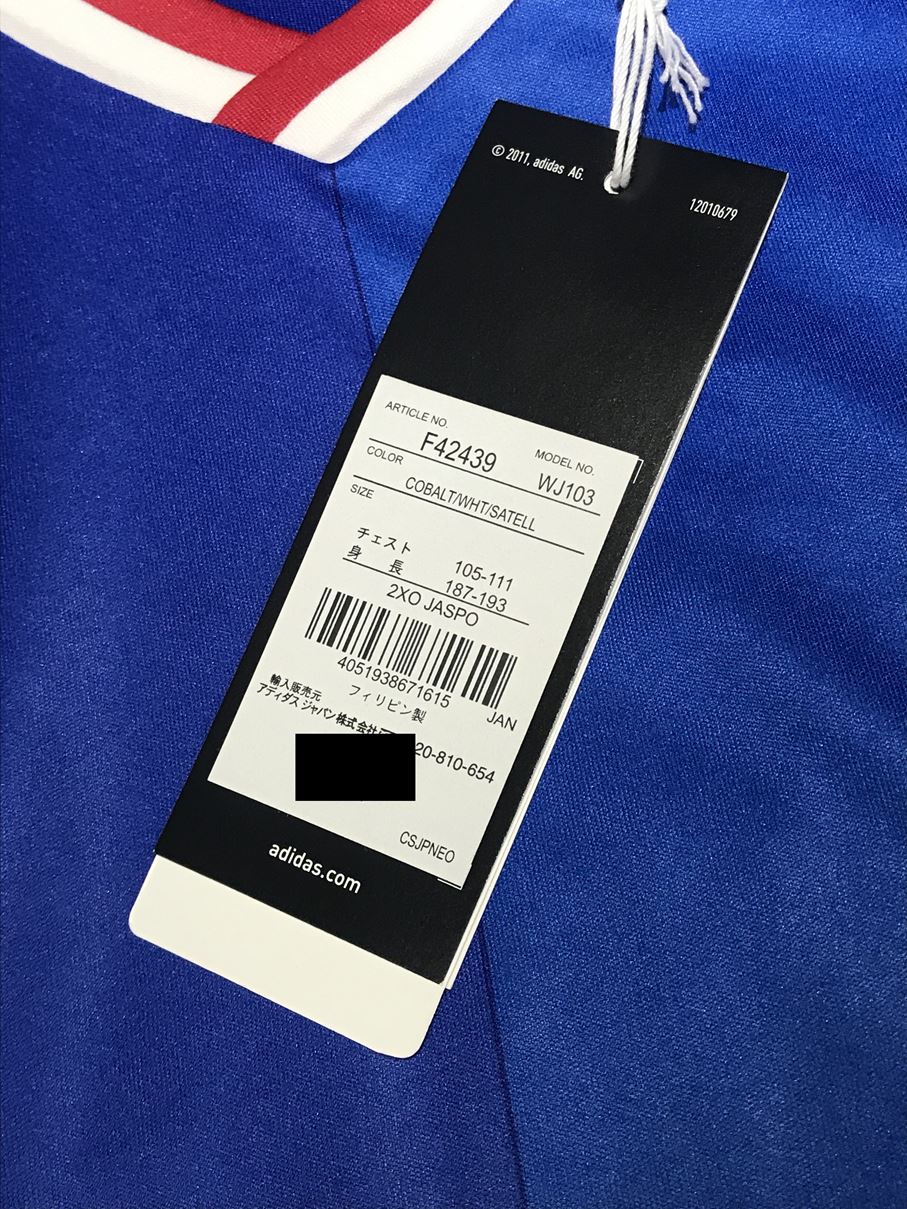 © 2011, adidas AG.
12010679
ARTICLE NO.
F42439
MODEL NO.
WJ103
COLOR
COBALT/WHT/SATELL
SIZE
チェスト 105-111
身 長 187-193
2XO JASPO
4051938671615
フィリピン製 JAN
輸入販売元
アディダス ジャパン株式会社
20-810-654
CSJPNEO
adidas.com